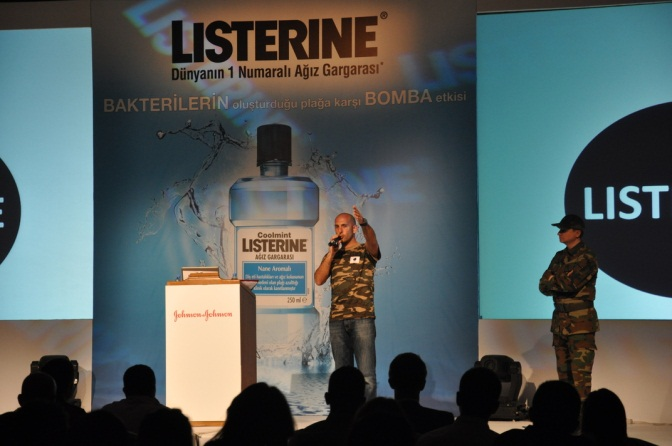 LISTERINE®
Dünyanın 1 Numaralı Ağız Gargarası*
BAKTERİLERİN oluşturduğu plağa karşı BOMBA etkisi
Coolmint
LISTERINE
AĞIZ GARGARASI
Nane Aromalı
250 ml e
Johnson & Johnson
E
LISTE